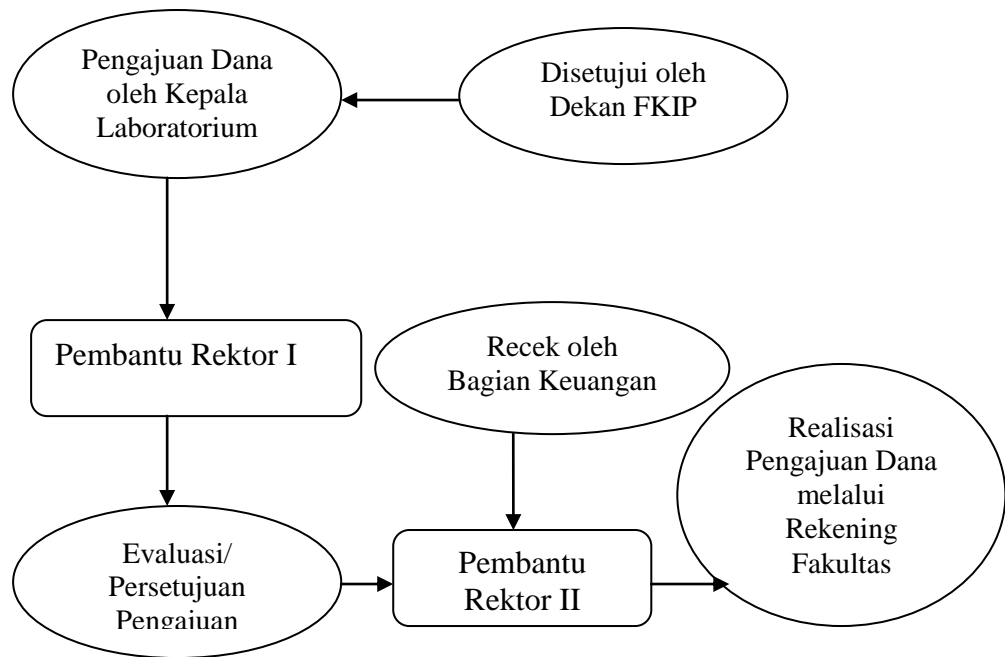 Pengajuan Dana
oleh Kepala
Laboratorium
Disetujui oleh
Dekan FKIP
Pembantu Rektor I
Recek oleh
Bagian Keuangan
Realisasi
Pengajuan Dana
melalui
Rekening
Fakultas
Evaluasi/
Persetujuan
Pengajuan
Pembantu
Rektor II